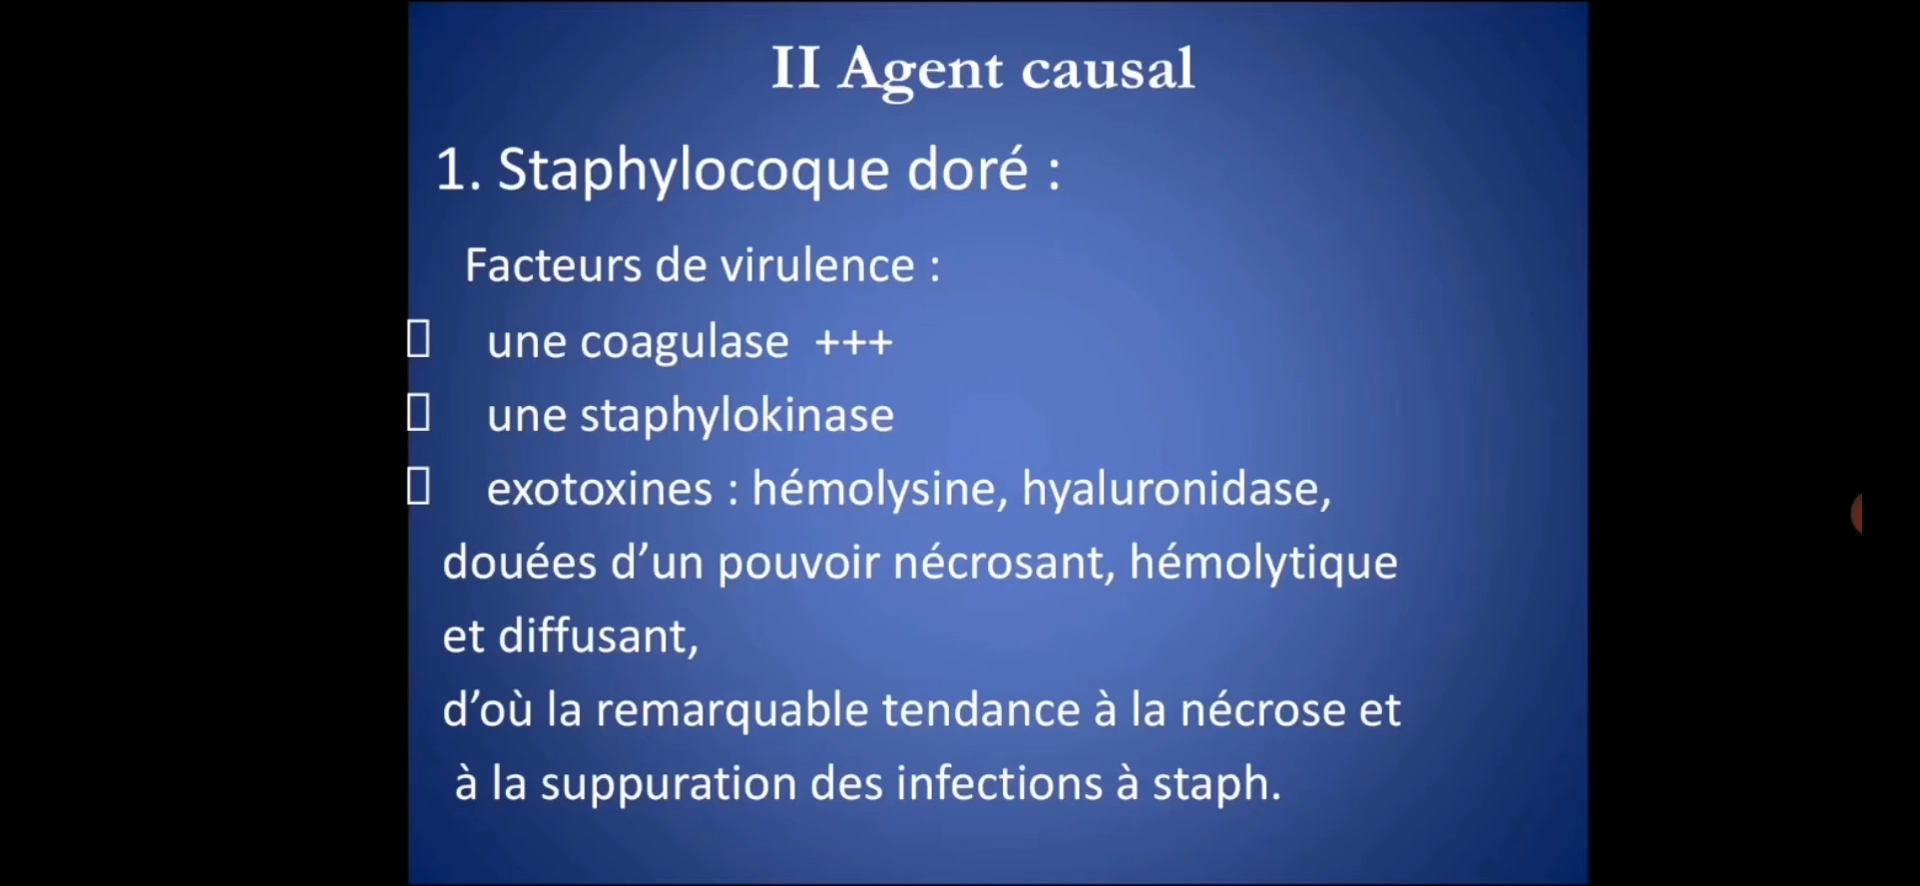 II Agent causal
1. Staphylocoque doré :
Facteurs de virulence :
une coagulase +++
une staphylokinase
exotoxines : hémolysine, hyaluronidase,
douées d’un pouvoir nécrosant, hémolytique
et diffusant,
d’où la remarquable tendance à la nécrose et
à la suppuration des infections à staph.